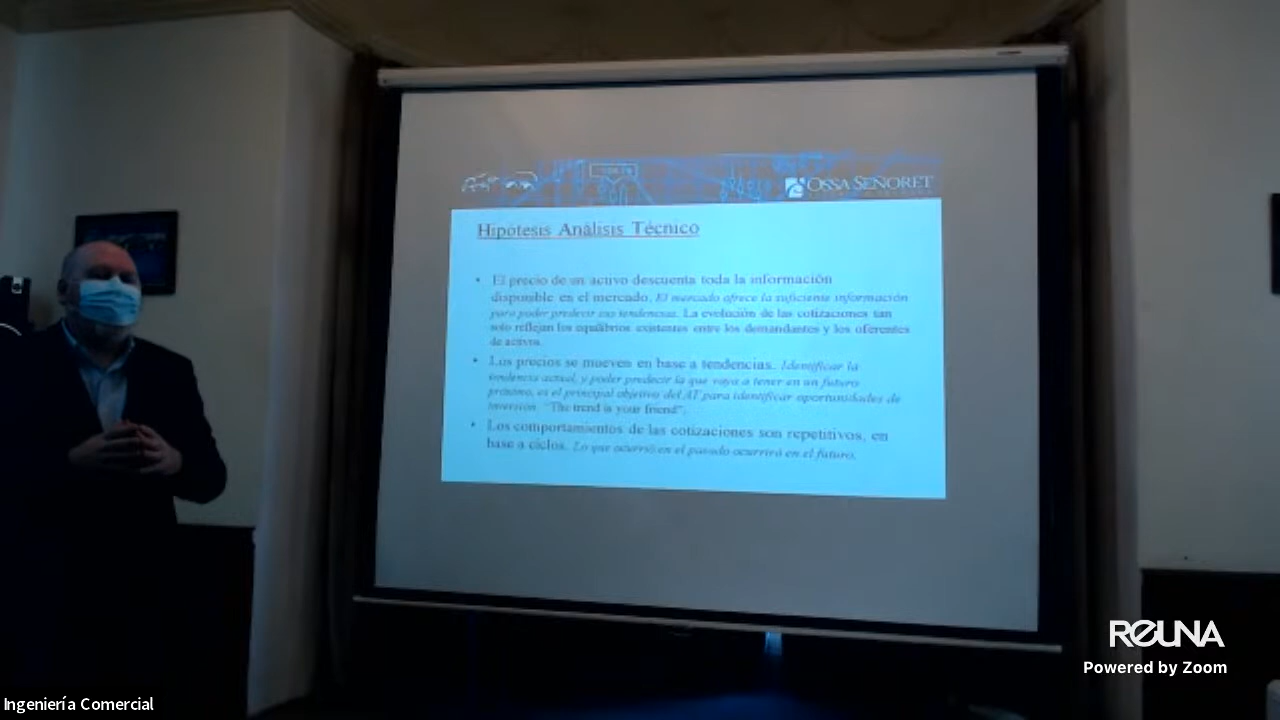 OSSA SEÑORET
Hipótesis Análisis Técnico
• El precio de un activo descuenta toda la información
disponible en el mercado. El mercado ofrece la suficiente información
para poder predecir sus tendencias. La evolución de las cotizaciones tan
solo reflejan los equilibrios existentes entre los demandantes y los oferentes
de activos.
• Los precios se mueven en base a tendencias. Identificar la
tendencia actual, y poder predecir la que vaya a tener en un futuro
próximo, es el principal objetivo del AT para identificar oportunidades de
inversión. "The trend is your friend".
• Los comportamientos de las cotizaciones son repetitivos, en
base a ciclos. Lo que ocurrió en el pasado ocurrirá en el futuro.
REUNA
Powered by Zoom
Ingeniería Comercial